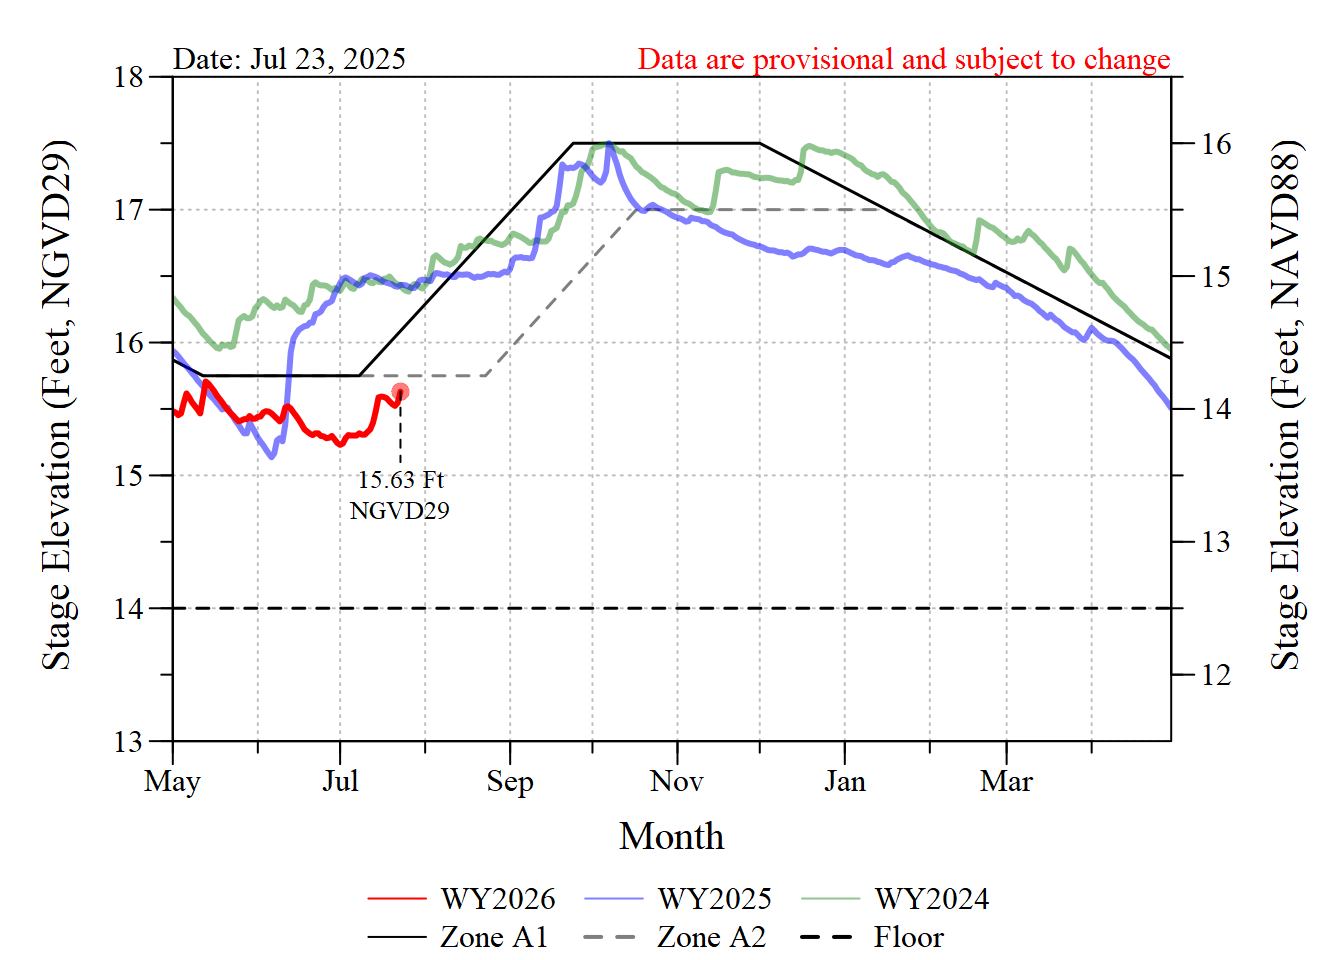 Date: Jul 23, 2025
Data are provisional and subject to change
Stage Elevation (Feet, NGVD29)
18
17
16
15
14
13
15.63 Ft
NGVD29
16
15
14
13
12
Stage Elevation (Feet, NAVD88)
May Jul Sep Nov Jan Mar
Month
WY2026 WY2025 WY2024
Zone A1 Zone A2 Floor